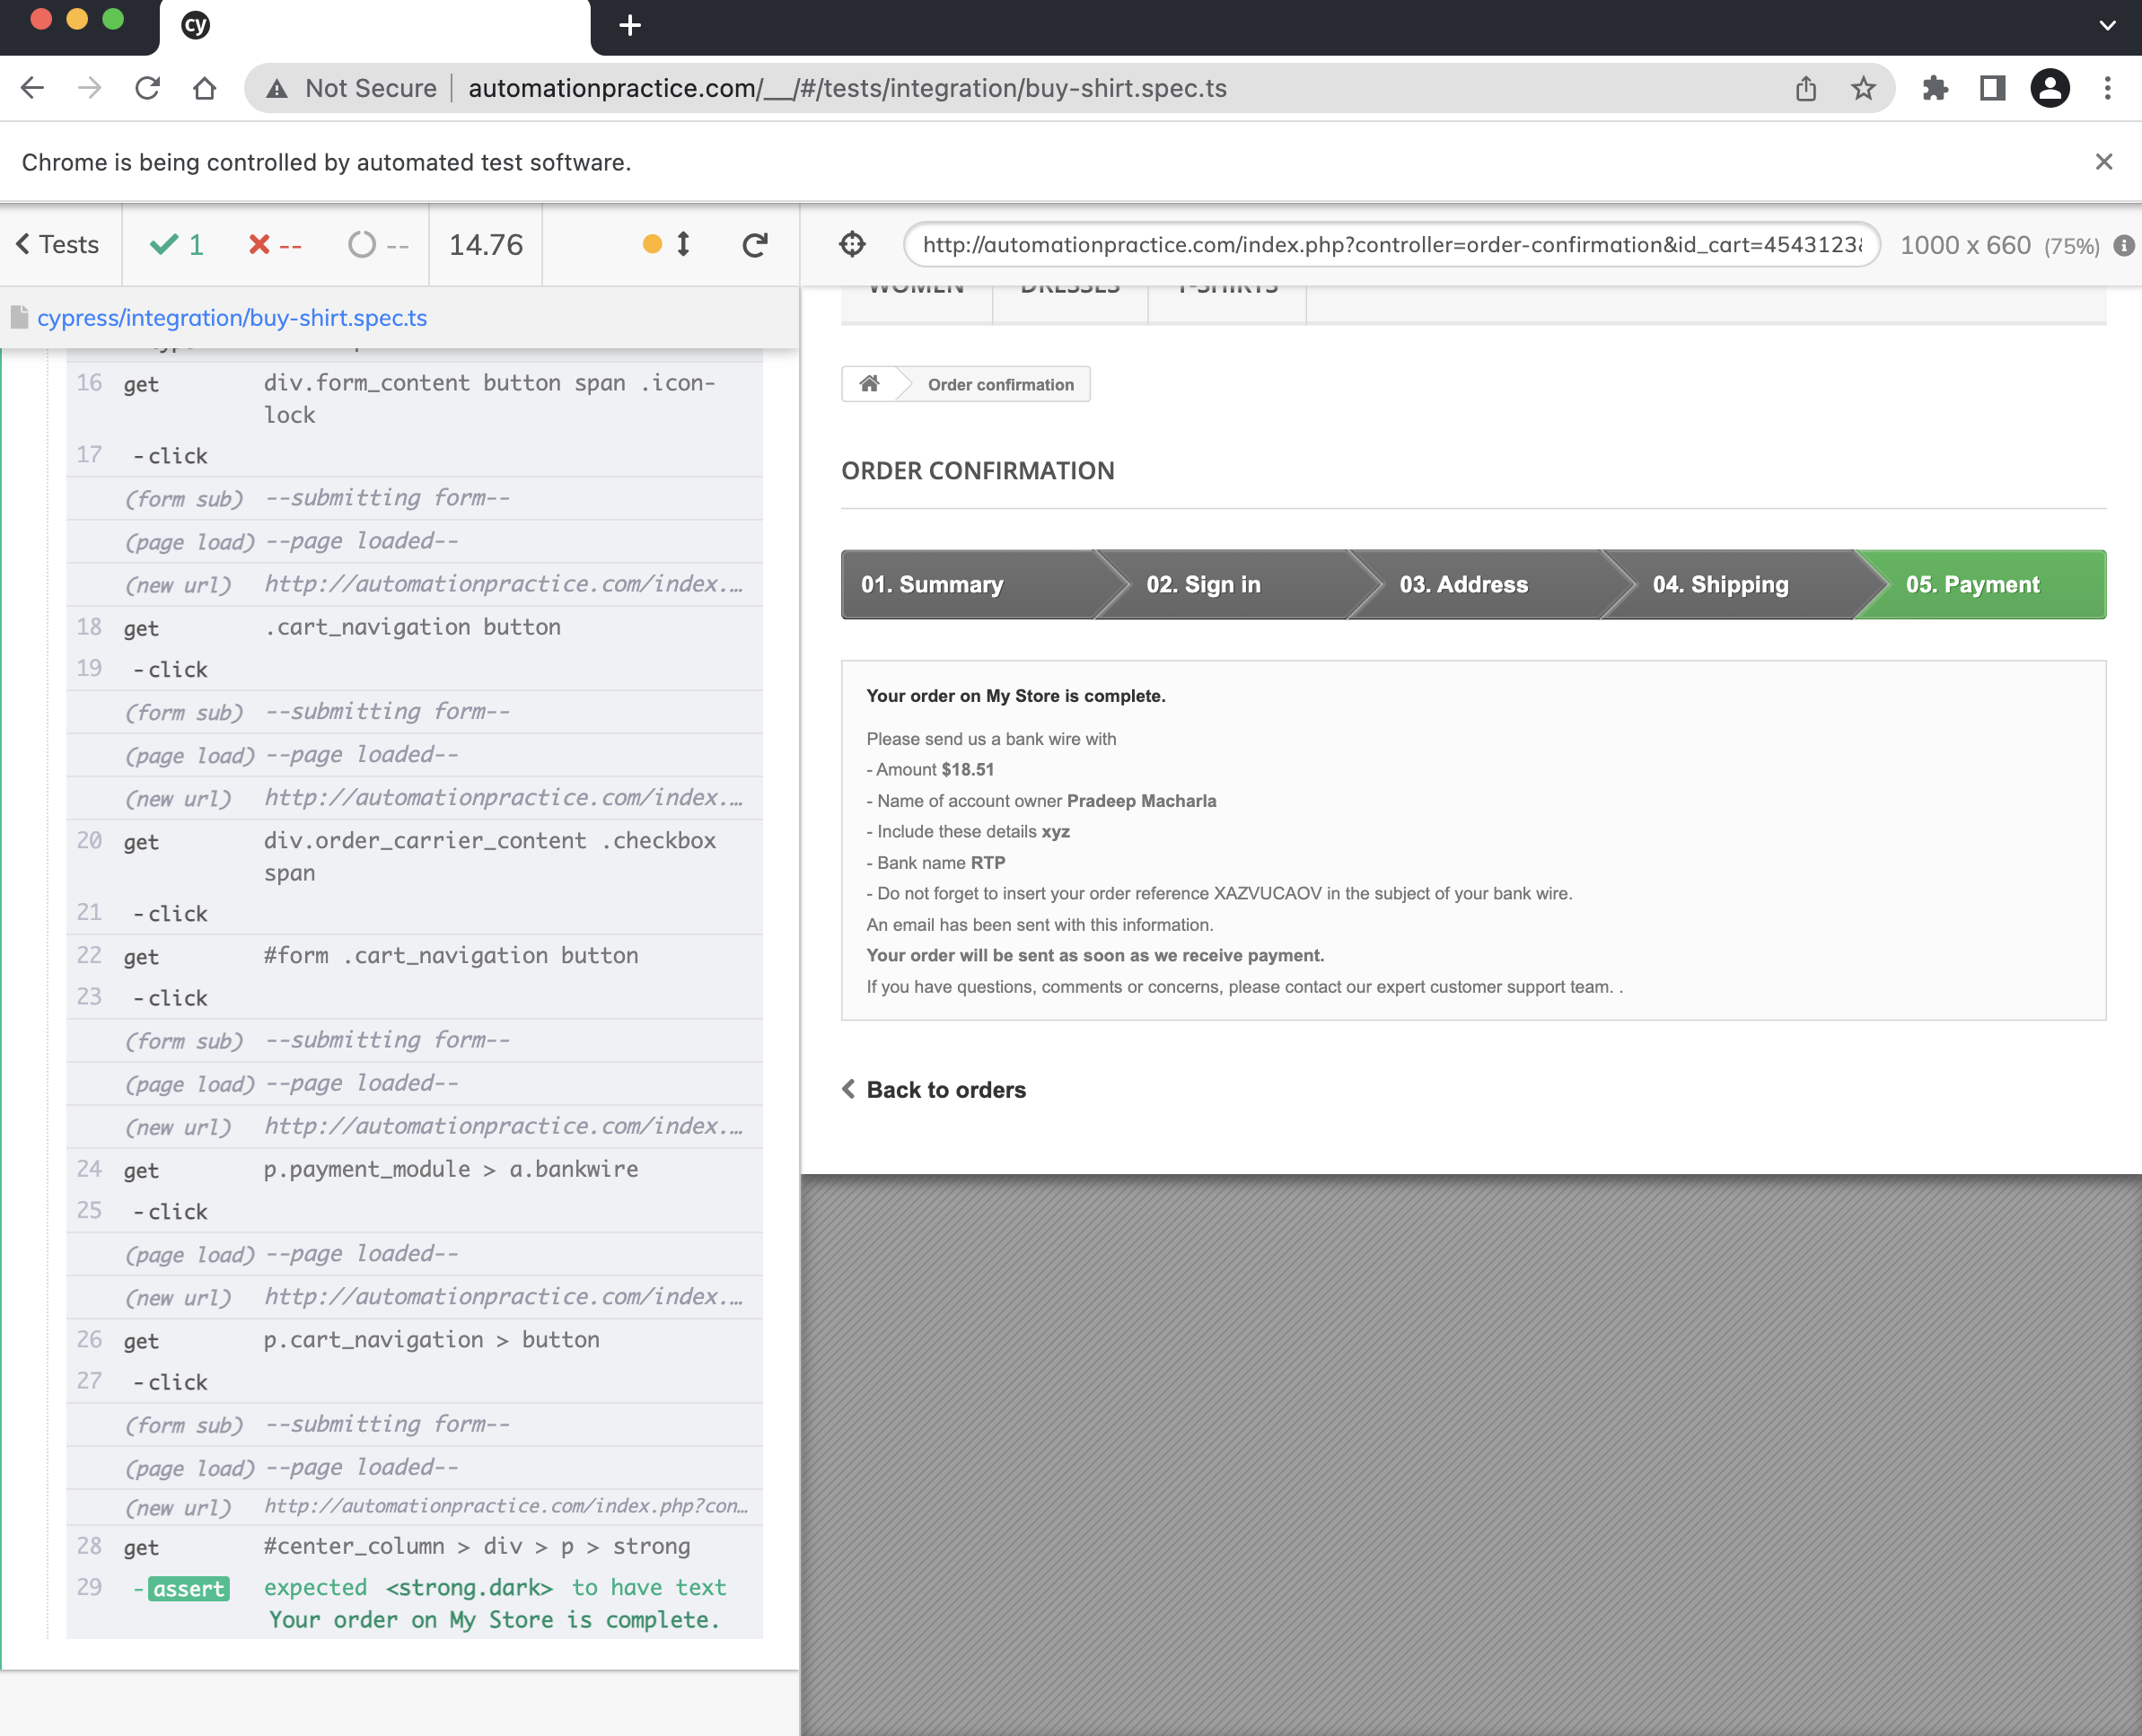 cy
Not Secure automationpractice.com/__/#/tests/integration/buy-shirt.spec.ts
Chrome is being controlled by automated test software.
Tests 1 -- -- 14.76
http://automationpractice.com/index.php?controller=order-confirmation&id_cart=4543123& 1000 x 660 (75%)
cypress/integration/buy-shirt.spec.ts
16 get div.form_content button span .icon-
lock
17 -click
(form sub) --submitting form--
(page load) --page loaded--
(new url) http://automationpractice.com/index.…
18 get .cart_navigation button
19 -click
(form sub) --submitting form--
(page load) --page loaded--
(new url) http://automationpractice.com/index.…
20 get div.order_carrier_content .checkbox
span
21 -click
22 get #form .cart_navigation button
23 -click
(form sub) --submitting form--
(page load) --page loaded--
(new url) http://automationpractice.com/index.…
24 get p.payment_module > a.bankwire
25 -click
(page load) --page loaded--
(new url) http://automationpractice.com/index.…
26 get p.cart_navigation > button
27 -click
(form sub) --submitting form--
(page load) --page loaded--
(new url) http://automationpractice.com/index.php?con…
28 get #center_column > div > p > strong
29 -assert expected <strong.dark> to have text
Your order on My Store is complete.
WOMEN DRESSES T-SHIRTS
Order confirmation
ORDER CONFIRMATION
01. Summary 02. Sign in 03. Address 04. Shipping 05. Payment
Your order on My Store is complete.
Please send us a bank wire with
- Amount $18.51
- Name of account owner Pradeep Macharla
- Include these details xyz
- Bank name RTP
- Do not forget to insert your order reference XAZVUCAOV in the subject of your bank wire.
An email has been sent with this information.
Your order will be sent as soon as we receive payment.
If you have questions, comments or concerns, please contact our expert customer support team. .
Back to orders